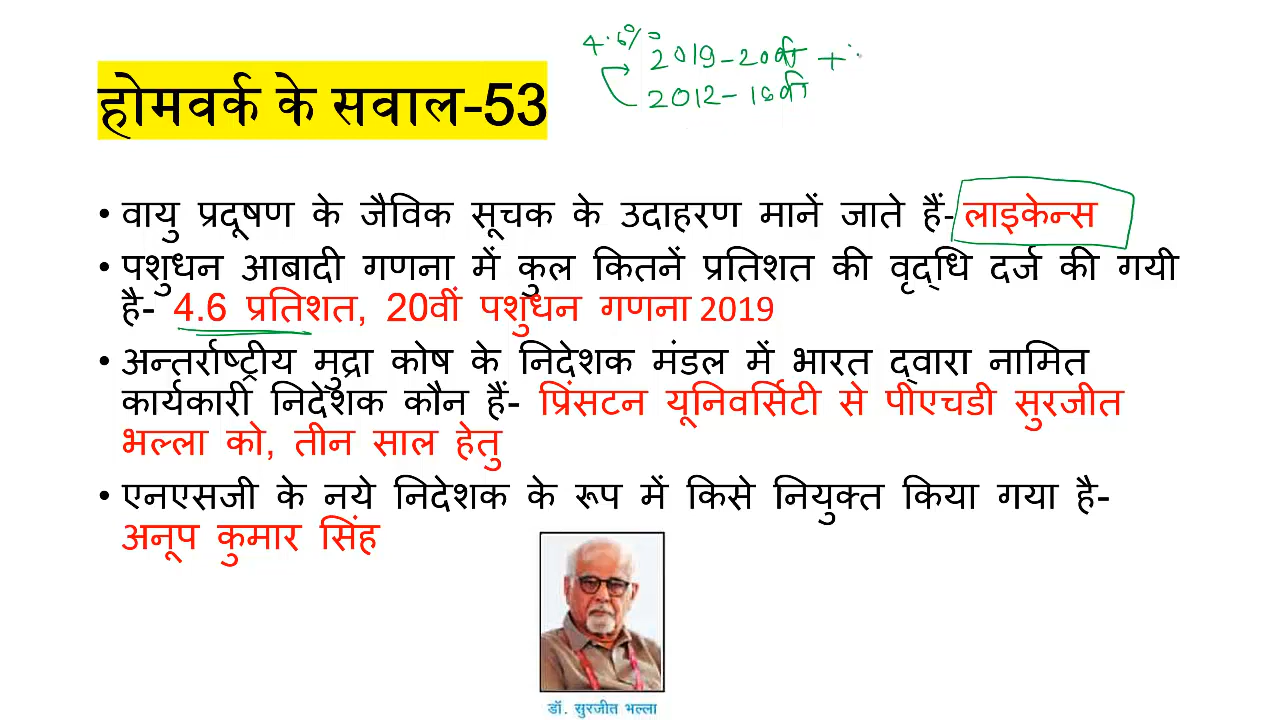 4.6% 2019-20वीं +
2012-18वीं
होमवर्क के सवाल-53
• वायु प्रदूषण के जैविक सूचक के उदाहरण मानें जाते हैं- लाइकेन्स
• पशुधन आबादी गणना में कुल कितनें प्रतिशत की वृद्धि दर्ज की गयी
है- 4.6 प्रतिशत, 20वीं पशुधन गणना 2019
• अन्तर्राष्ट्रीय मुद्रा कोष के निदेशक मंडल में भारत द्वारा नामित
कार्यकारी निदेशक कौन हैं- प्रिंसटन यूनिवर्सिटी से पीएचडी सुरजीत
भल्ला को, तीन साल हेतु
• एनएसजी के नये निदेशक के रूप में किसे नियुक्त किया गया है-
अनूप कुमार सिंह
डॉ. सुरजीत भल्ला